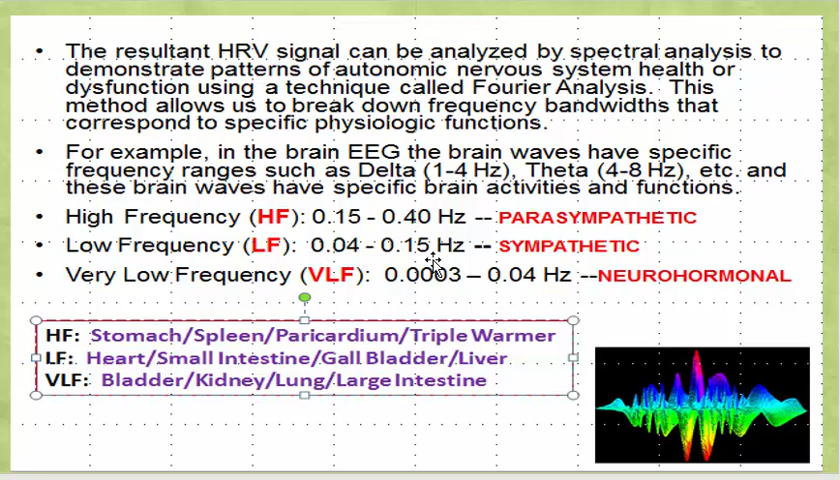 • The resultant HRV signal can be analyzed by spectral analysis to
demonstrate patterns of autonomic nervous system health or
dysfunction using a technique called Fourier Analysis. This
method allows us to break down frequency bandwidths that
correspond to specific physiologic functions.
• For example, in the brain EEG the brain waves have specific
frequency ranges such as Delta (1-4 Hz), Theta (4-8 Hz), etc. and
these brain waves have specific brain activities and functions.
• High Frequency (HF): 0.15 - 0.40 Hz -- PARASYMPATHETIC
• Low Frequency (LF): 0.04 - 0.15 Hz -- SYMPATHETIC
• Very Low Frequency (VLF): 0.0003 – 0.04 Hz --NEUROHORMONAL
HF: Stomach/Spleen/Paricardium/Triple Warmer
LF: Heart/Small Intestine/Gall Bladder/Liver
VLF: Bladder/Kidney/Lung/Large Intestine